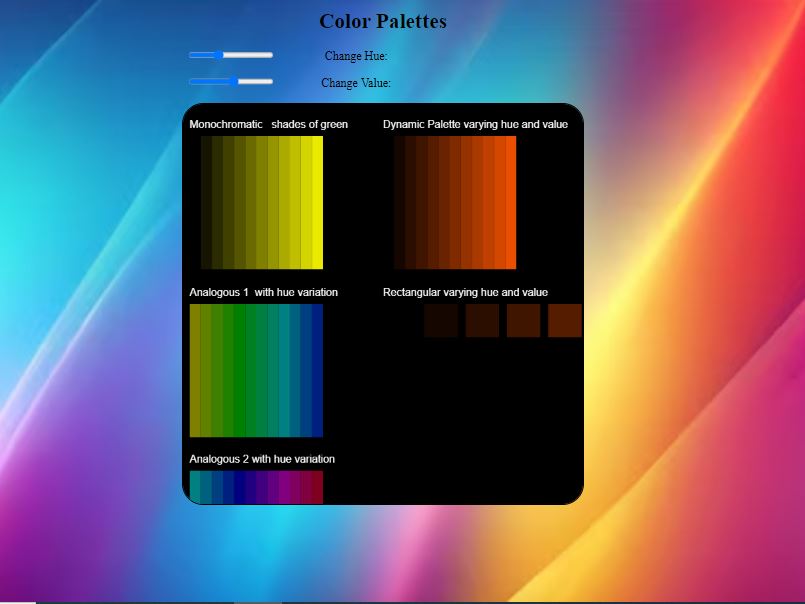 Color Palettes
Change Hue:
Change Value:
Monochromatic shades of green
Dynamic Palette varying hue and value
Analogous 1 with hue variation
Rectangular varying hue and value
Analogous 2 with hue variation